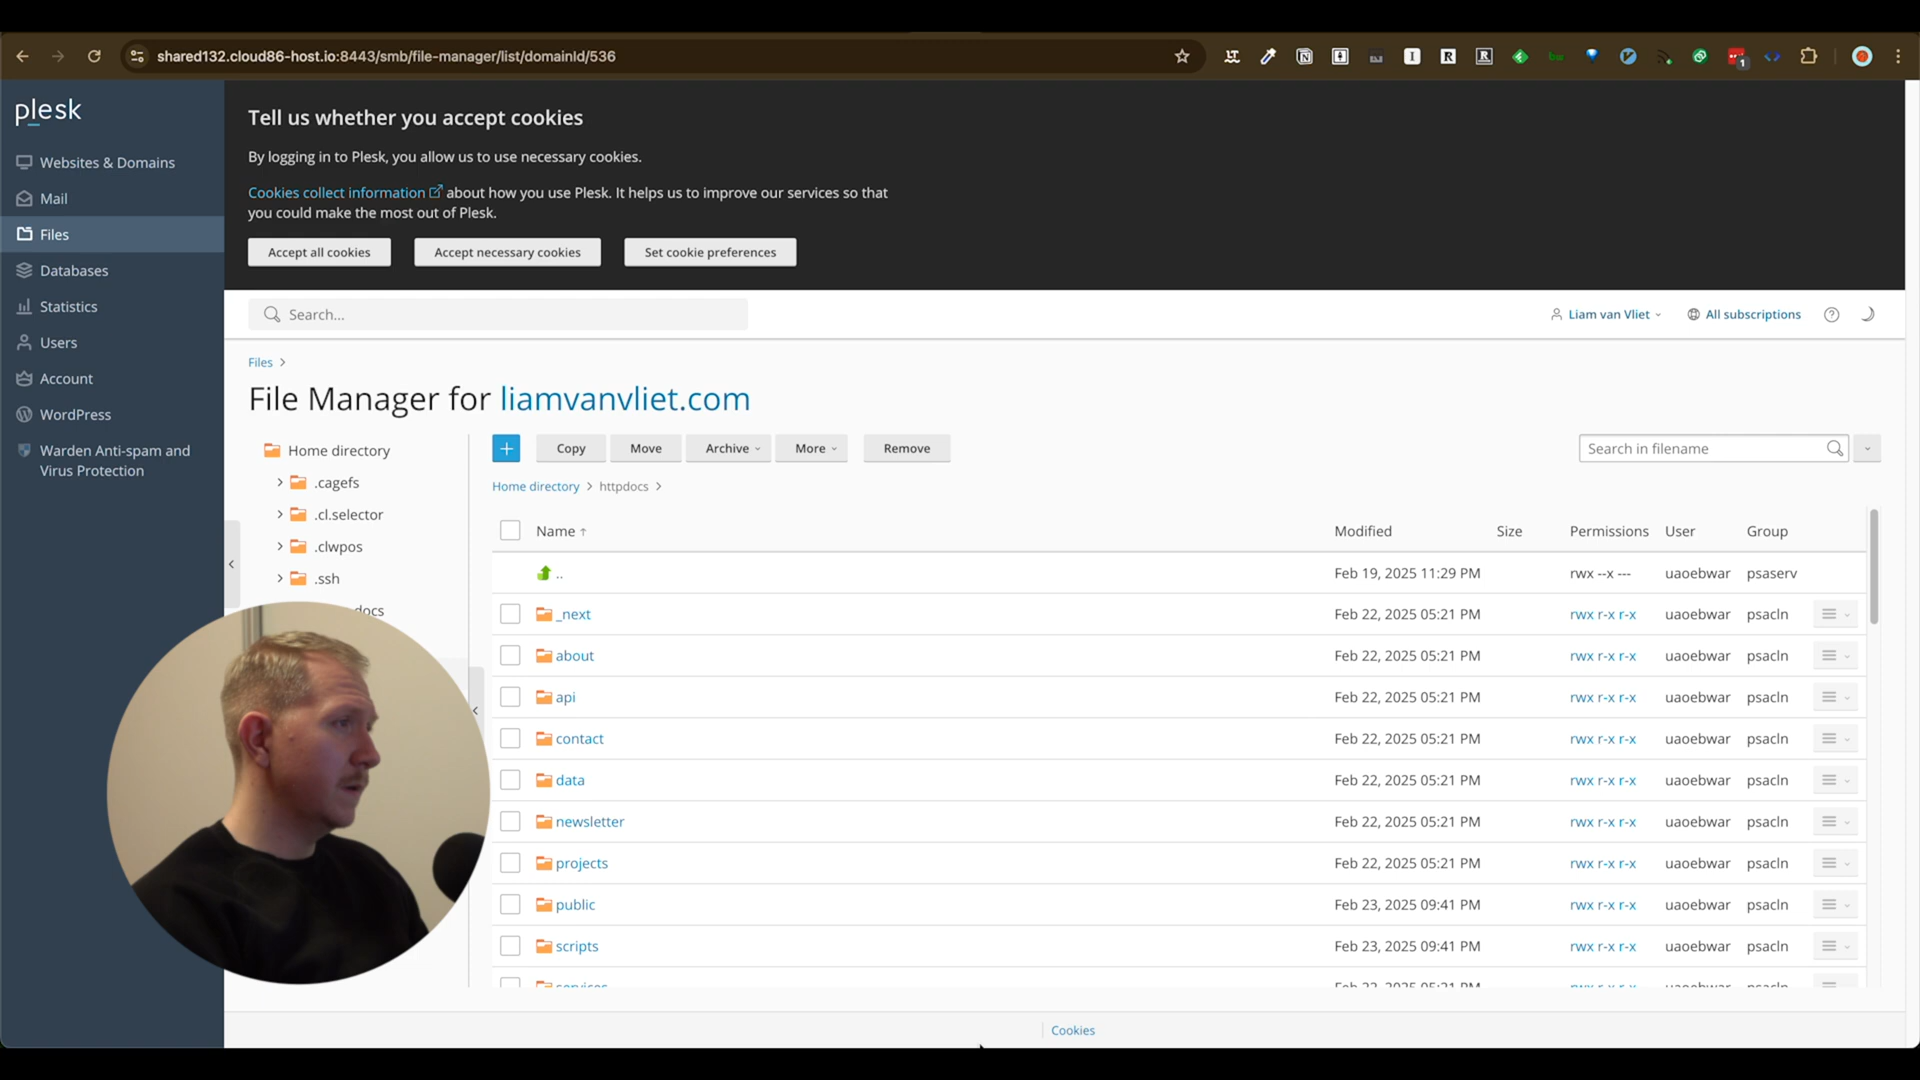 shared132.cloud86-host.io:8443/smb/file-manager/list/domainId/536
1
plesk
Websites & Domains
Mail
Files
Databases
Statistics
Users
Account
WordPress
Warden Anti-spam and
Virus Protection
Tell us whether you accept cookies
By logging in to Plesk, you allow us to use necessary cookies.
Cookies collect information about how you use Plesk. It helps us to improve our services so that
you could make the most out of Plesk.
Accept all cookies Accept necessary cookies Set cookie preferences
Search... Liam van Vliet All subscriptions
Files >
File Manager for liamvanvliet.com
Home directory
.cagefs
.cl.selector
.clwpos
.ssh
docs
+ Copy Move Archive More Remove Search in filename
Home directory > httpdocs >
Name ↑ Modified Size Permissions User Group
.. Feb 19, 2025 11:29 PM rwx --x --- uaoebwar psaserv
_next Feb 22, 2025 05:21 PM rwx r-x r-x uaoebwar psacln
about Feb 22, 2025 05:21 PM rwx r-x r-x uaoebwar psacln
api Feb 22, 2025 05:21 PM rwx r-x r-x uaoebwar psacln
contact Feb 22, 2025 05:21 PM rwx r-x r-x uaoebwar psacln
data Feb 22, 2025 05:21 PM rwx r-x r-x uaoebwar psacln
newsletter Feb 22, 2025 05:21 PM rwx r-x r-x uaoebwar psacln
projects Feb 22, 2025 05:21 PM rwx r-x r-x uaoebwar psacln
public Feb 23, 2025 09:41 PM rwx r-x r-x uaoebwar psacln
scripts Feb 23, 2025 09:41 PM rwx r-x r-x uaoebwar psacln
Cookies